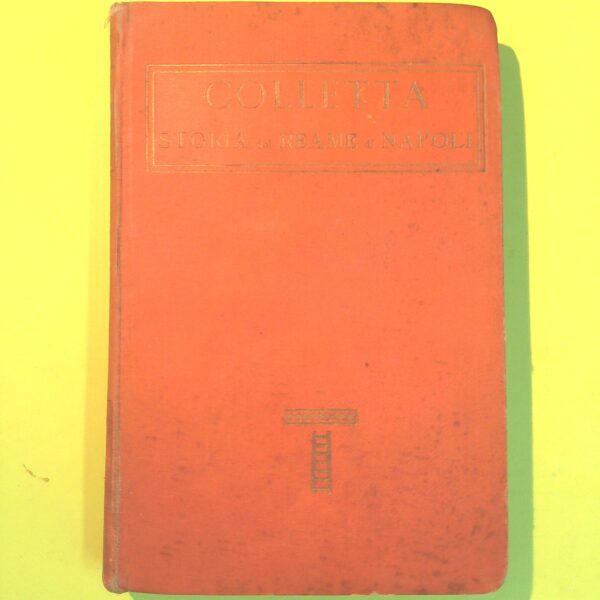 COLLETTA
STORIA del REAME di NAPOLI
T